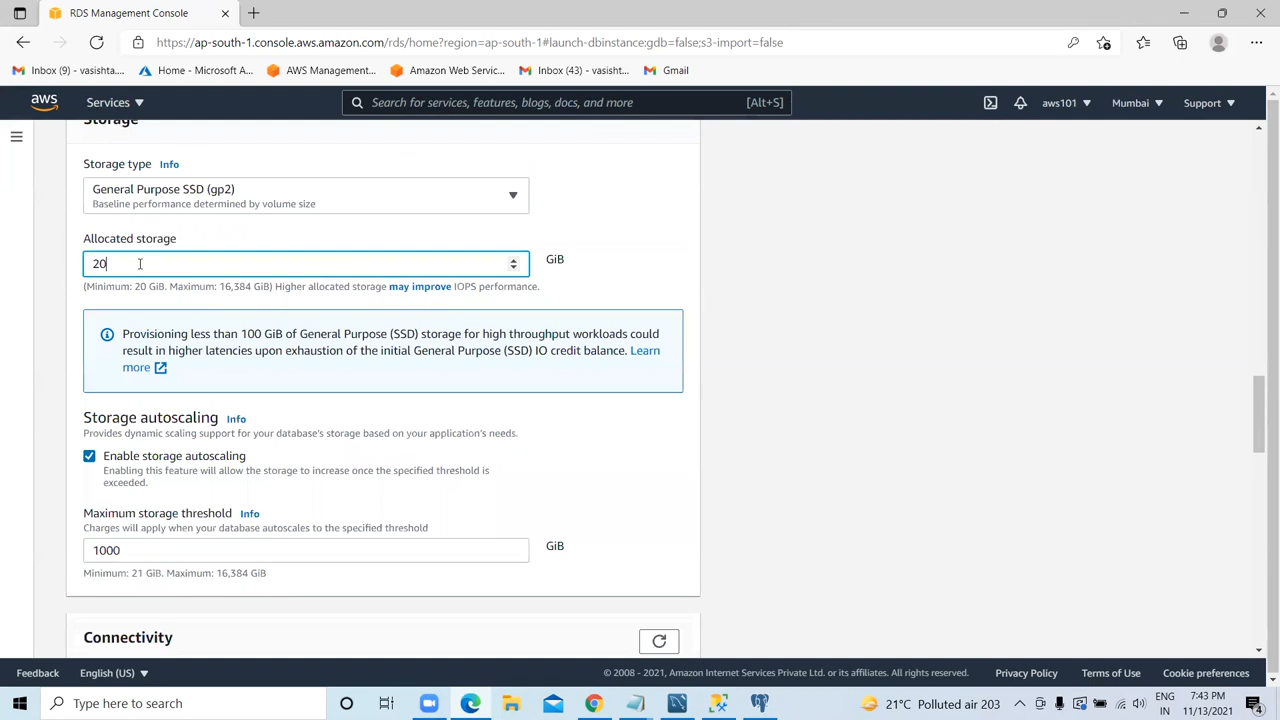 RDS Management Console
https://ap-south-1.console.aws.amazon.com/rds/home?region=ap-south-1#launch-dbinstance:gdb=false;s3-import=false
Inbox (9) - vasishta....
Home - Microsoft A...
AWS Management...
Amazon Web Servic...
Inbox (43) - vasisht...
Gmail
aws
Services
Search for services, features, blogs, docs, and more
[Alt+S]
aws101
Mumbai
Support
Storage
Storage type Info
General Purpose SSD (gp2)
Baseline performance determined by volume size
Allocated storage
20
GiB
(Minimum: 20 GiB. Maximum: 16,384 GiB) Higher allocated storage may improve IOPS performance.
Provisioning less than 100 GiB of General Purpose (SSD) storage for high throughput workloads could
result in higher latencies upon exhaustion of the initial General Purpose (SSD) IO credit balance. Learn
more
Storage autoscaling Info
Provides dynamic scaling support for your database's storage based on your application's needs.
Enable storage autoscaling
Enabling this feature will allow the storage to increase once the specified threshold is
exceeded.
Maximum storage threshold Info
Charges will apply when your database autoscales to the specified threshold
1000
GiB
Minimum: 21 GiB. Maximum: 16,384 GiB
Connectivity
Feedback
English (US)
© 2008 - 2021, Amazon Internet Services Private Ltd. or its affiliates. All rights reserved.
Privacy Policy
Terms of Use
Cookie preferences
Type here to search
21°C Polluted air 203
ENG
IN
7:43 PM
11/13/2021
4